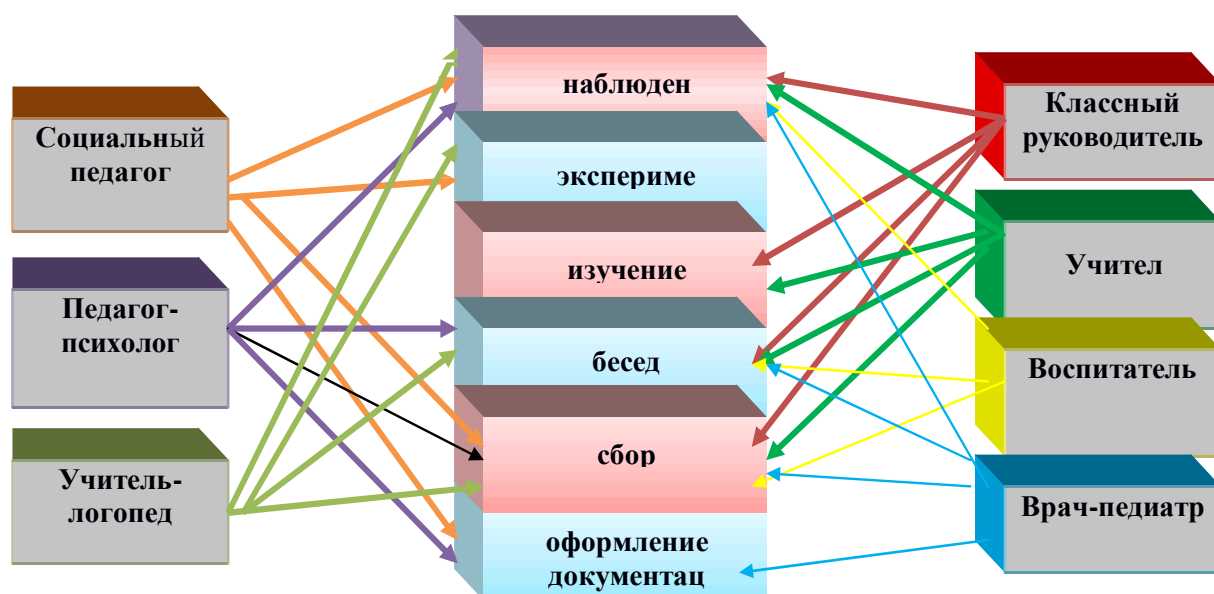 Социальный
педагог
Педагог-
психолог
Учитель-
логопед
наблюден
экспериме
изучение
бесед
сбор
оформление
документац
Классный
руководитель
Учител
Воспитатель
Врач-педиатр